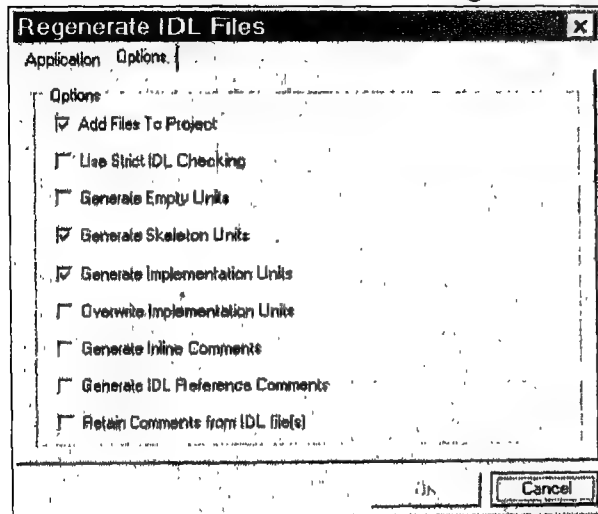 Regenerate IDL Files
Application Options
Options
Add Files To Project
Use Strict IDL Checking
Generate Empty Units
Generate Skeleton Units
Generate Implementation Units
Overwrite Implementation Units
Generate Inline Comments
Generate IDL Reference Comments
Retain Comments from IDL file(s)
Cancel